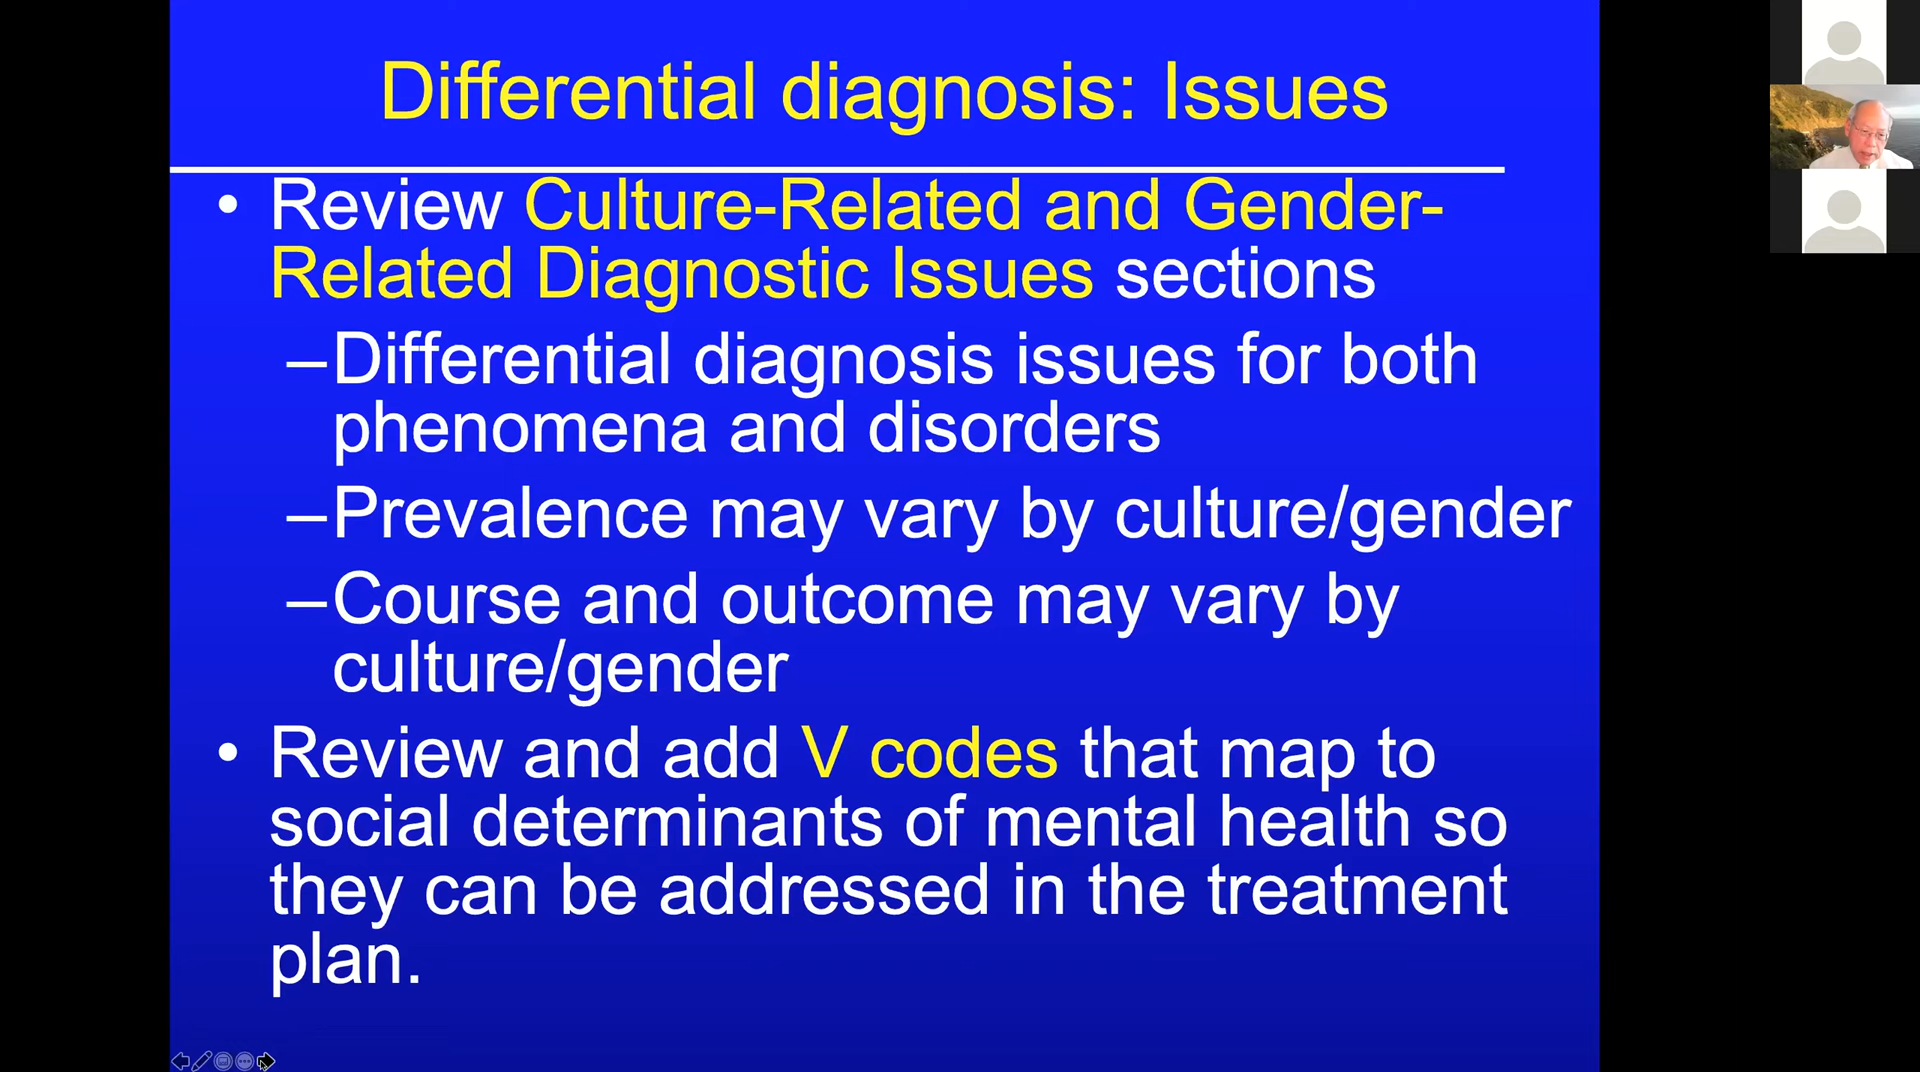 Differential diagnosis: Issues
• Review Culture-Related and Gender-
Related Diagnostic Issues sections
–Differential diagnosis issues for both
phenomena and disorders
–Prevalence may vary by culture/gender
–Course and outcome may vary by
culture/gender
• Review and add V codes that map to
social determinants of mental health so
they can be addressed in the treatment
plan.